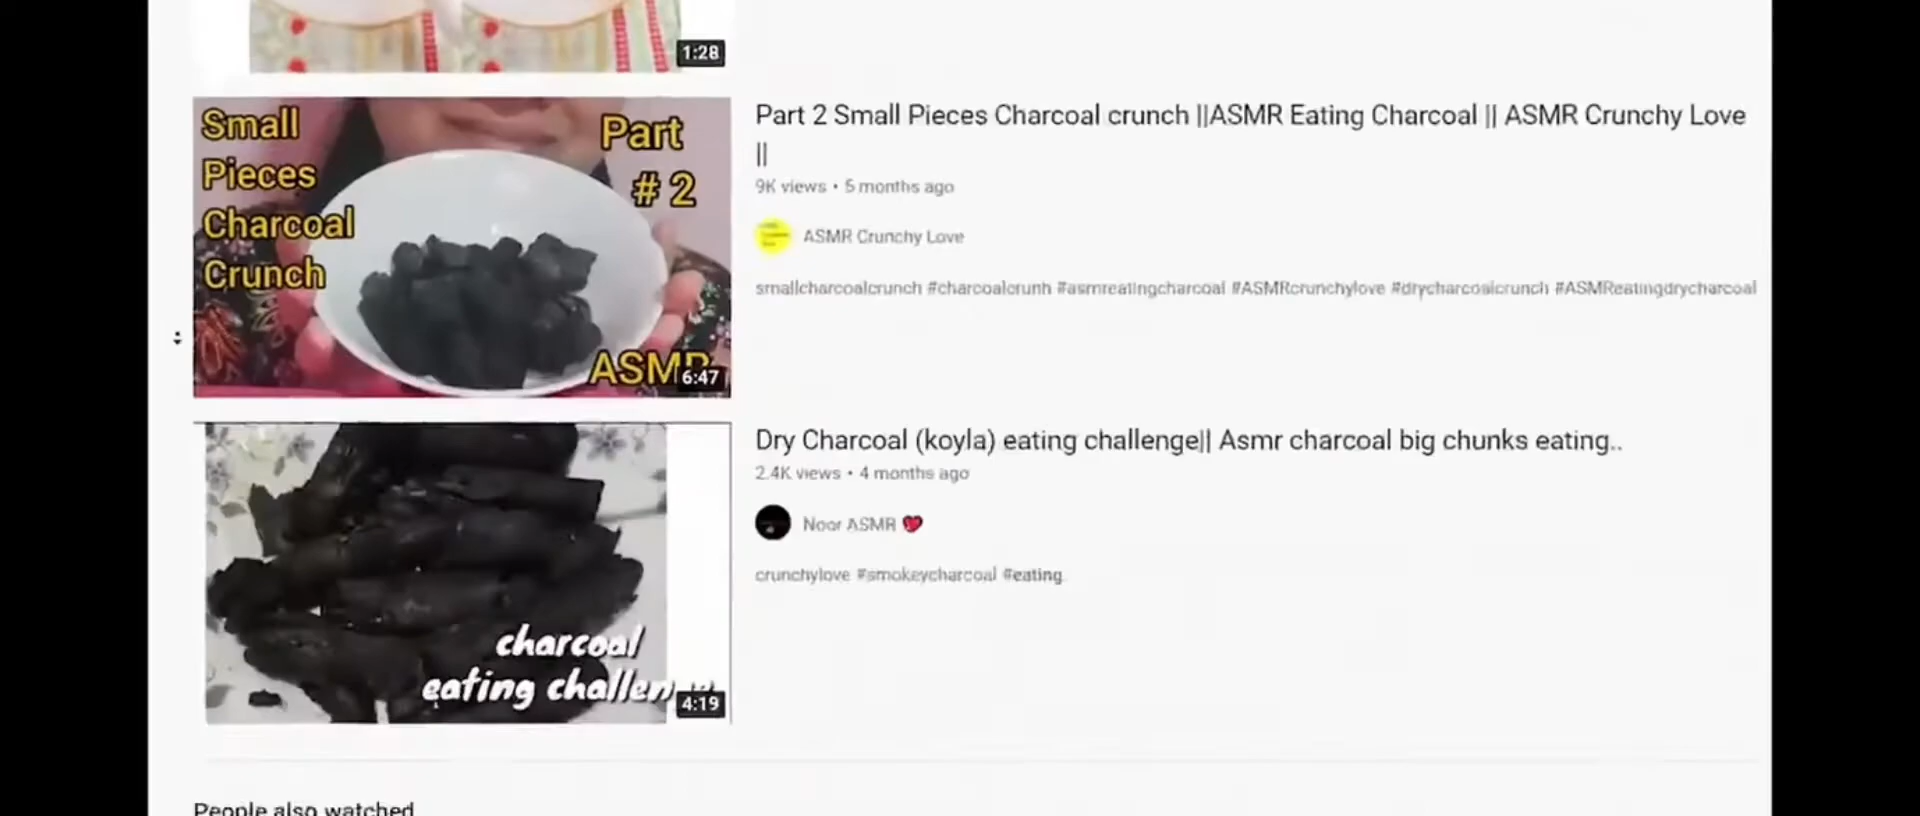 1:28
Small
Pieces
Charcoal
Crunch
Part
# 2
ASMR
6:47
Part 2 Small Pieces Charcoal crunch ||ASMR Eating Charcoal || ASMR Crunchy Love
||
9K views • 5 months ago
ASMR Crunchy Love
smallcharcoalcrunch #charcoalcrunh #asmreatingcharcoal #ASMRcrunchylove #drycharcoalcrunch #ASMReatingdrycharcoal
charcoal
eating challen
4:19
Dry Charcoal (koyla) eating challenge|| Asmr charcoal big chunks eating..
2.4K views • 4 months ago
Noor ASMR ❤
crunchylove #smokeycharcoal #eating
People also watched